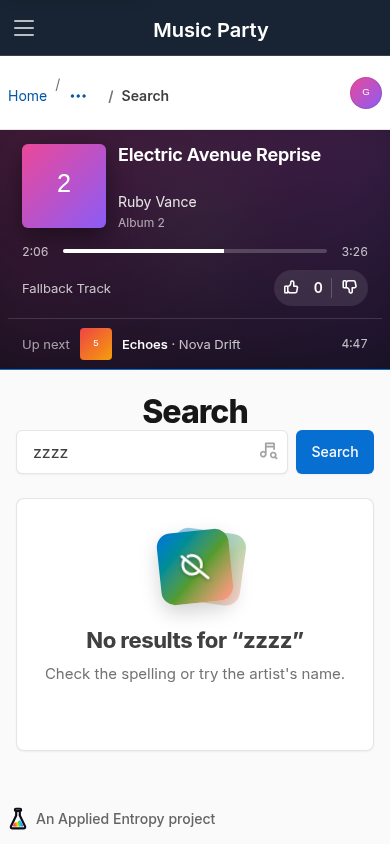 Music Party
Home / ••• / Search
G
2
Electric Avenue Reprise
Ruby Vance
Album 2
2:06
3:26
Fallback Track
0
Up next
5
Echoes · Nova Drift
4:47
Search
zzzz
Search
No results for “zzzz”
Check the spelling or try the artist's name.
An Applied Entropy project